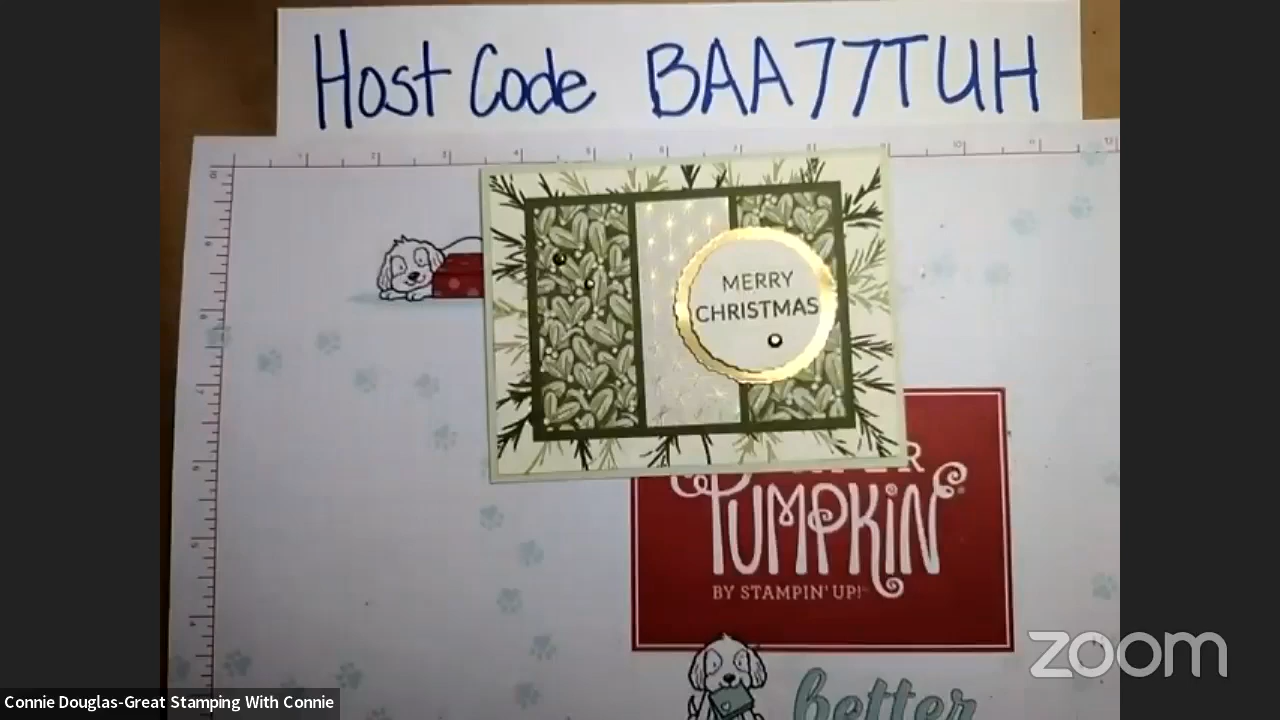 Host Code BAA77TUH
MERRY
CHRISTMAS
PUMPKIN
BY STAMPIN' UP!
better
zoom
Connie Douglas-Great Stamping With Connie